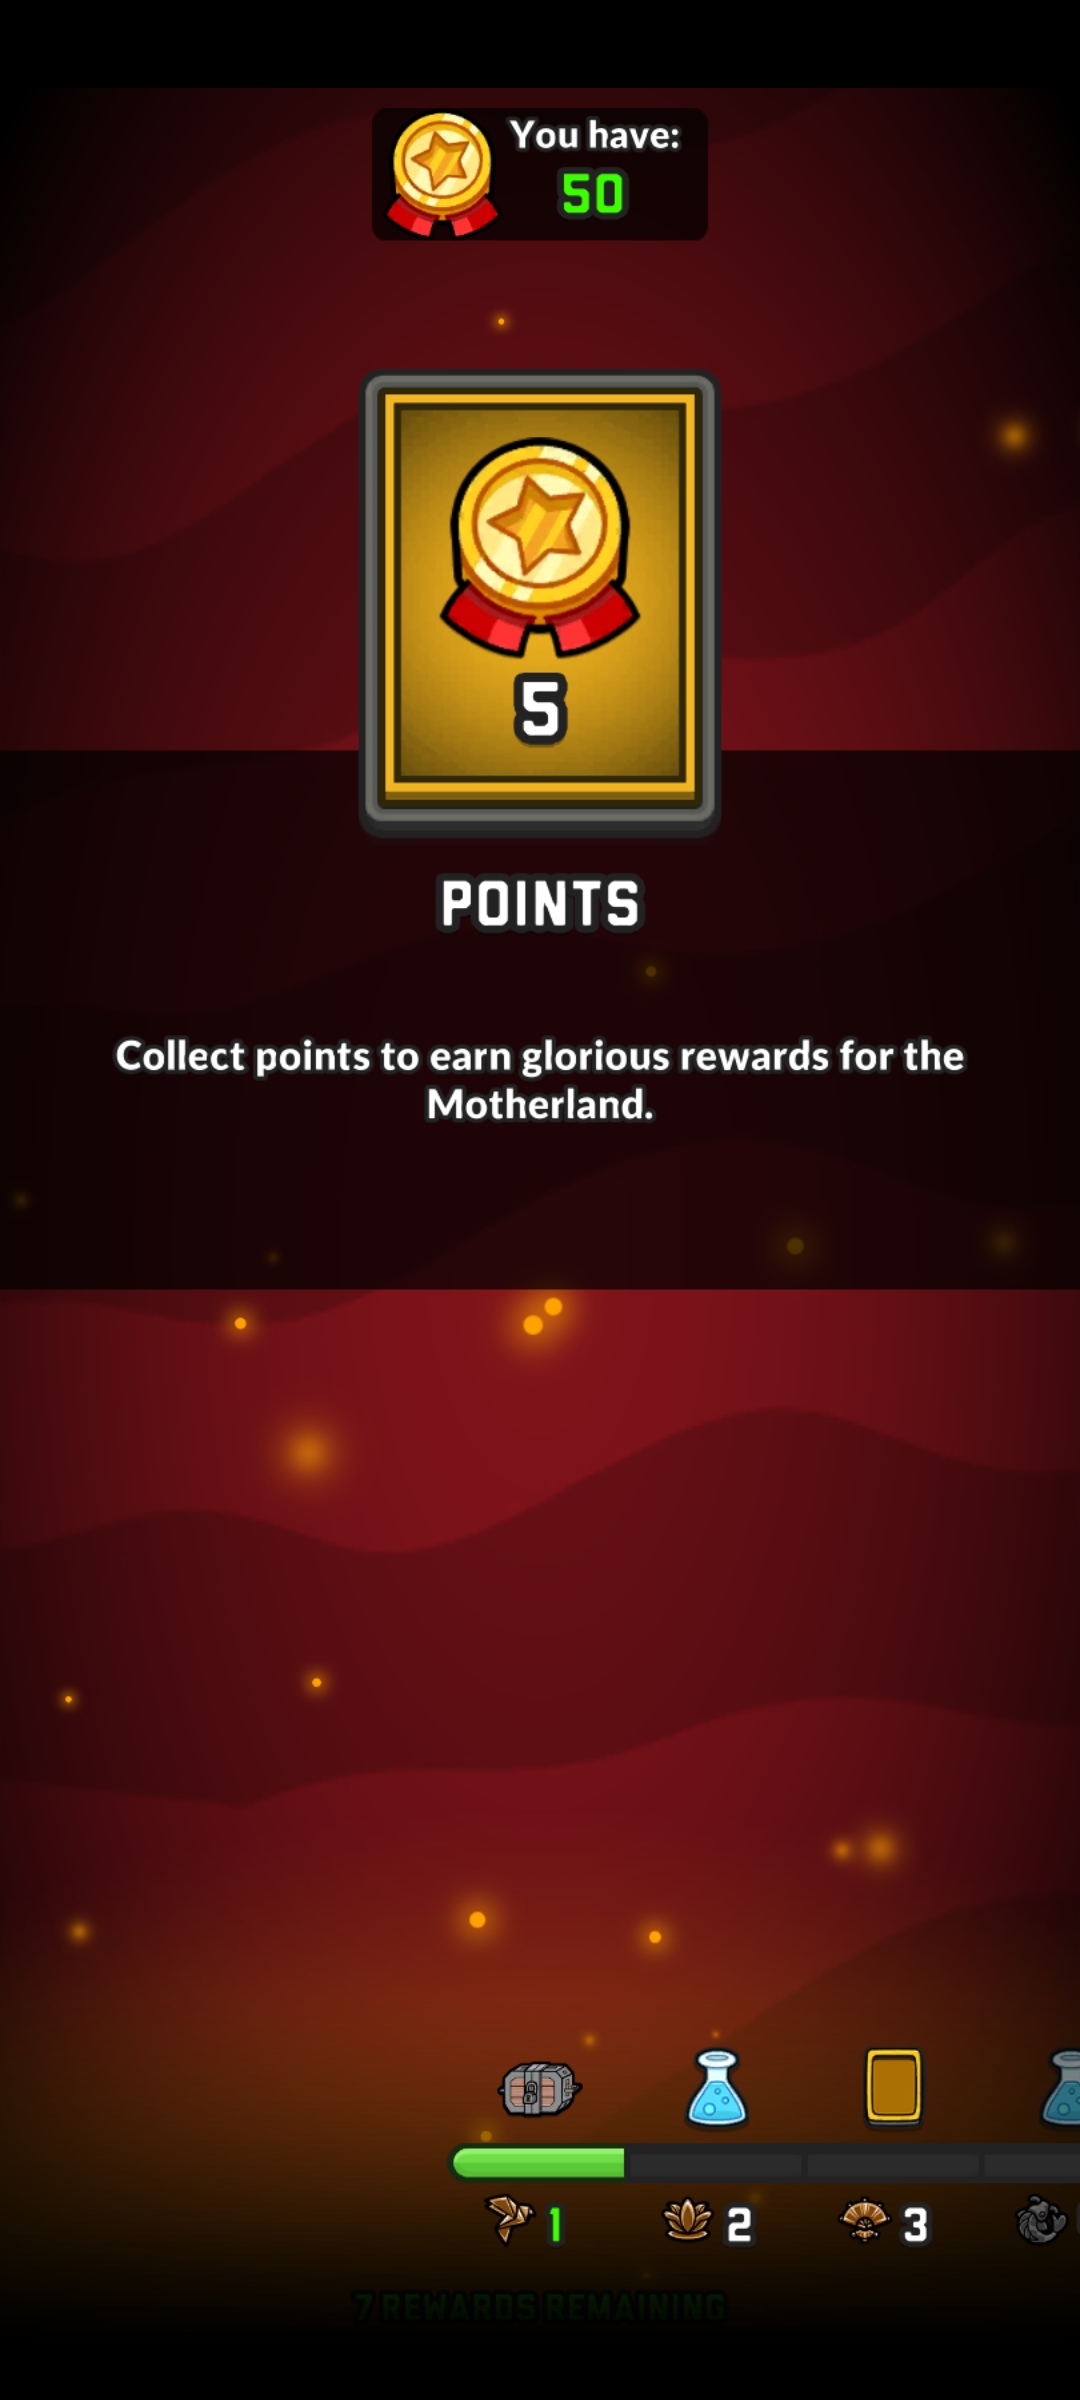 You have:
50
5
POINTS
Collect points to earn glorious rewards for the
Motherland.
1
2
3
7 REWARDS REMAINING